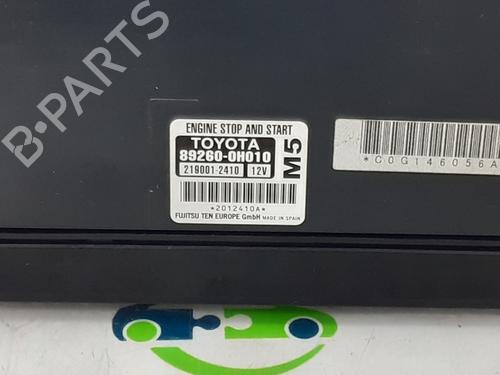 B-PARTS
ENGINE STOP AND START
TOYOTA
89260-0H010
219001-2410 12V
M5
*2012410A*
FUJITSU TEN EUROPE GmbH MADE IN SPAIN
*C0G146056A